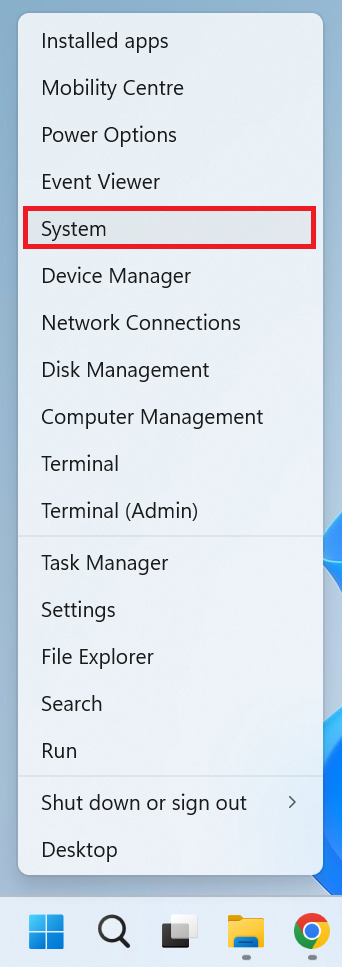 Installed apps
Mobility Centre
Power Options
Event Viewer
System
Device Manager
Network Connections
Disk Management
Computer Management
Terminal
Terminal (Admin)
Task Manager
Settings
File Explorer
Search
Run
Shut down or sign out
Desktop